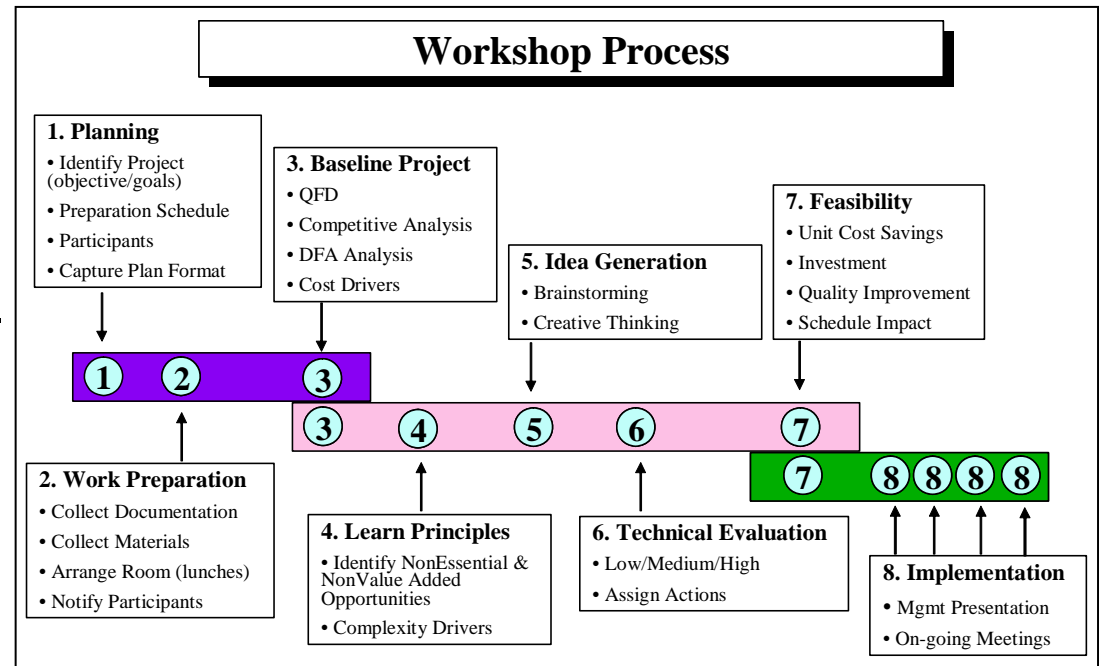 Workshop Process
1. Planning
• Identify Project
(objective/goals)
• Preparation Schedule
• Participants
• Capture Plan Format
3. Baseline Project
• QFD
• Competitive Analysis
• DFA Analysis
• Cost Drivers
5. Idea Generation
• Brainstorming
• Creative Thinking
7. Feasibility
• Unit Cost Savings
• Investment
• Quality Improvement
• Schedule Impact
1 2 3
3 4 5 6 7
7 8 8 8 8
2. Work Preparation
• Collect Documentation
• Collect Materials
• Arrange Room (lunches)
• Notify Participants
4. Learn Principles
• Identify NonEssential &
NonValue Added
Opportunities
• Complexity Drivers
6. Technical Evaluation
• Low/Medium/High
• Assign Actions
8. Implementation
• Mgmt Presentation
• On-going Meetings